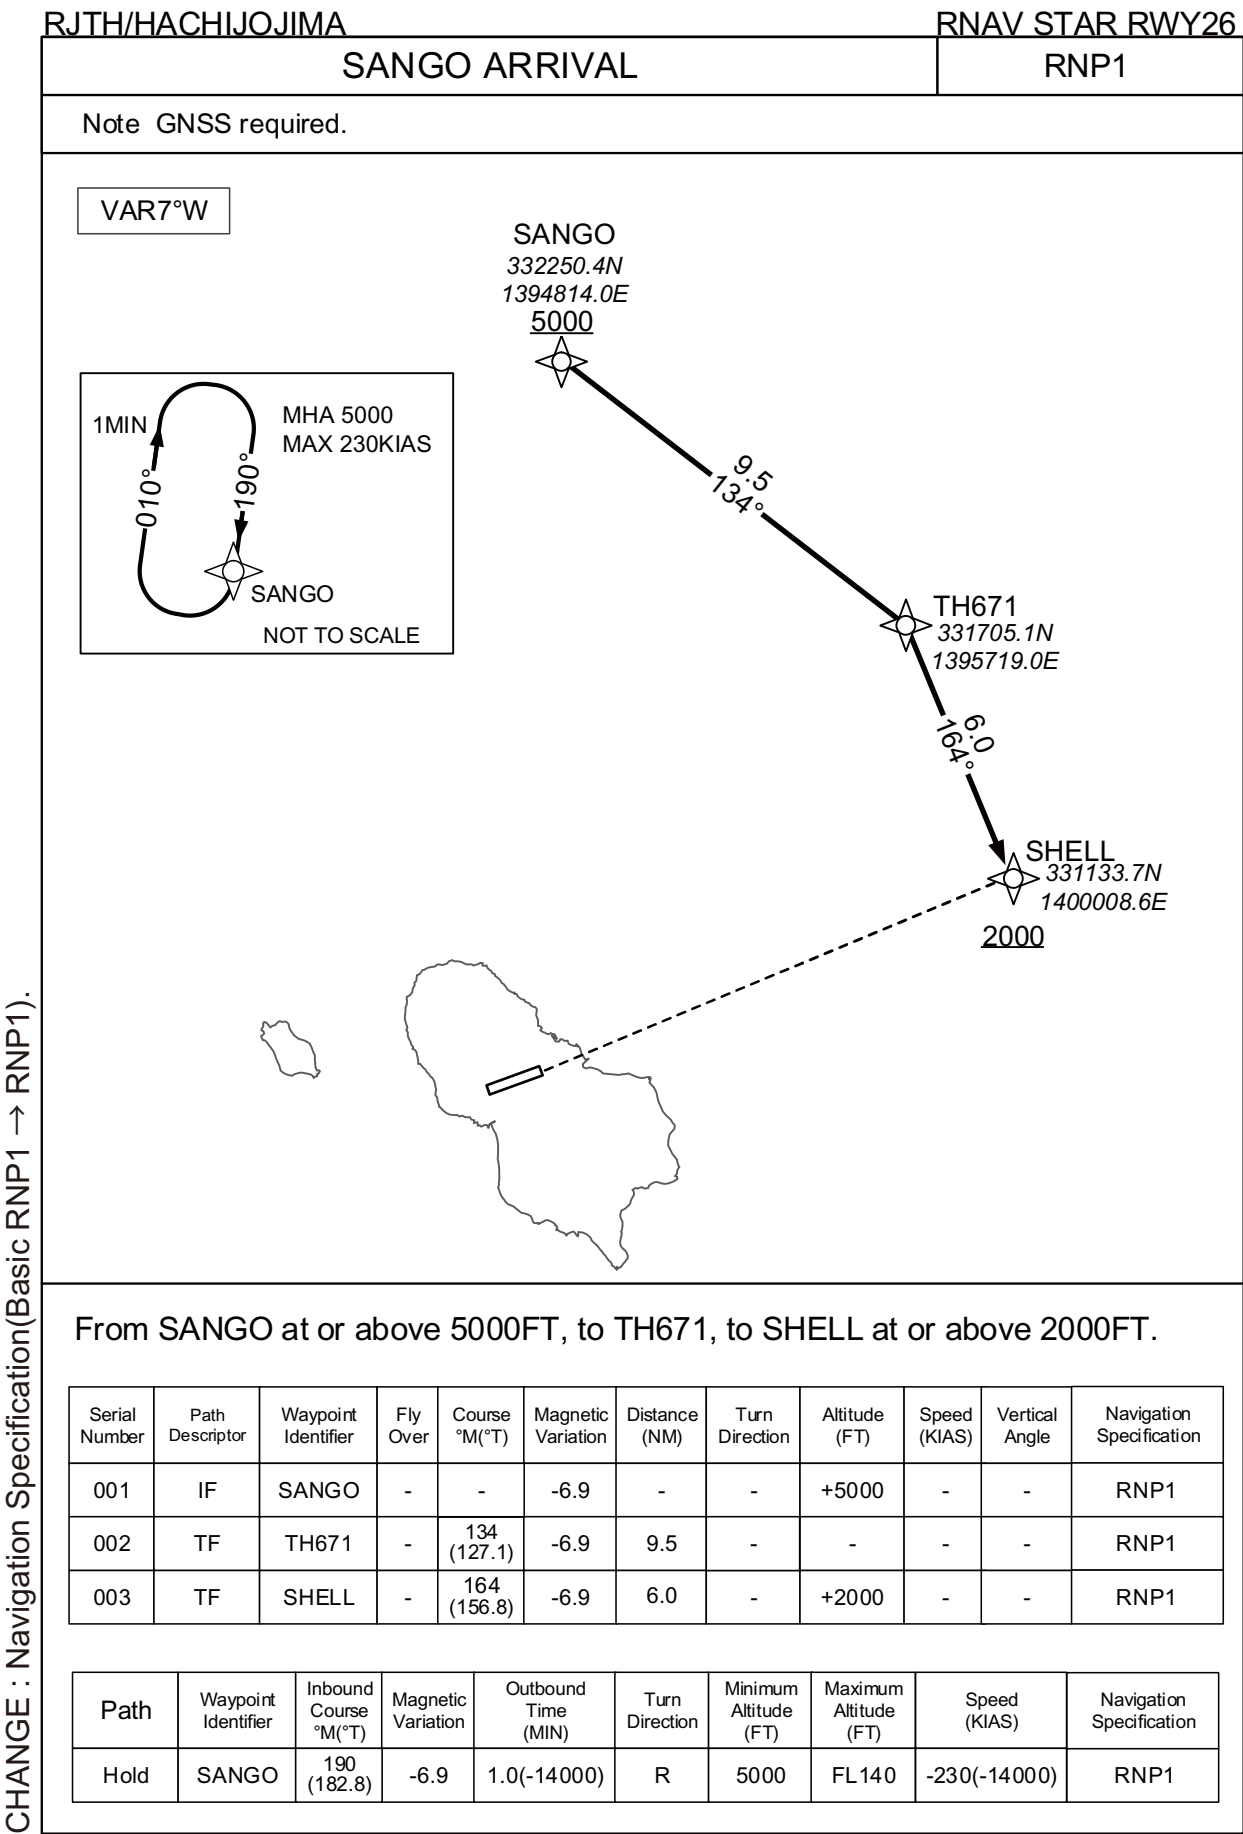 RJTH/HACHIJOJIMA
RNAV STAR RWY26
SANGO ARRIVAL
RNP1
Note GNSS required.
VAR7°W
SANGO
332250.4N
1394814.0E
5000
1MIN
MHA 5000
MAX 230KIAS
010°
190°
SANGO
NOT TO SCALE
9.5
134°
TH671
331705.1N
1395719.0E
6.0
164°
SHELL
331133.7N
1400008.6E
2000
CHANGE : Navigation Specification(Basic RNP1 → RNP1).
From SANGO at or above 5000FT, to TH671, to SHELL at or above 2000FT.
Serial Number Path Descriptor Waypoint Identifier Fly Over Course °M(°T) Magnetic Variation Distance (NM) Turn Direction Altitude (FT) Speed (KIAS) Vertical Angle Navigation Specification
001 IF SANGO - - -6.9 - - +5000 - - RNP1
002 TF TH671 - 134 (127.1) -6.9 9.5 - - - - RNP1
003 TF SHELL - 164 (156.8) -6.9 6.0 - +2000 - - RNP1
Path Waypoint Identifier Inbound Course °M(°T) Magnetic Variation Outbound Time (MIN) Turn Direction Minimum Altitude (FT) Maximum Altitude (FT) Speed (KIAS) Navigation Specification
Hold SANGO 190 (182.8) -6.9 1.0(-14000) R 5000 FL140 -230(-14000) RNP1